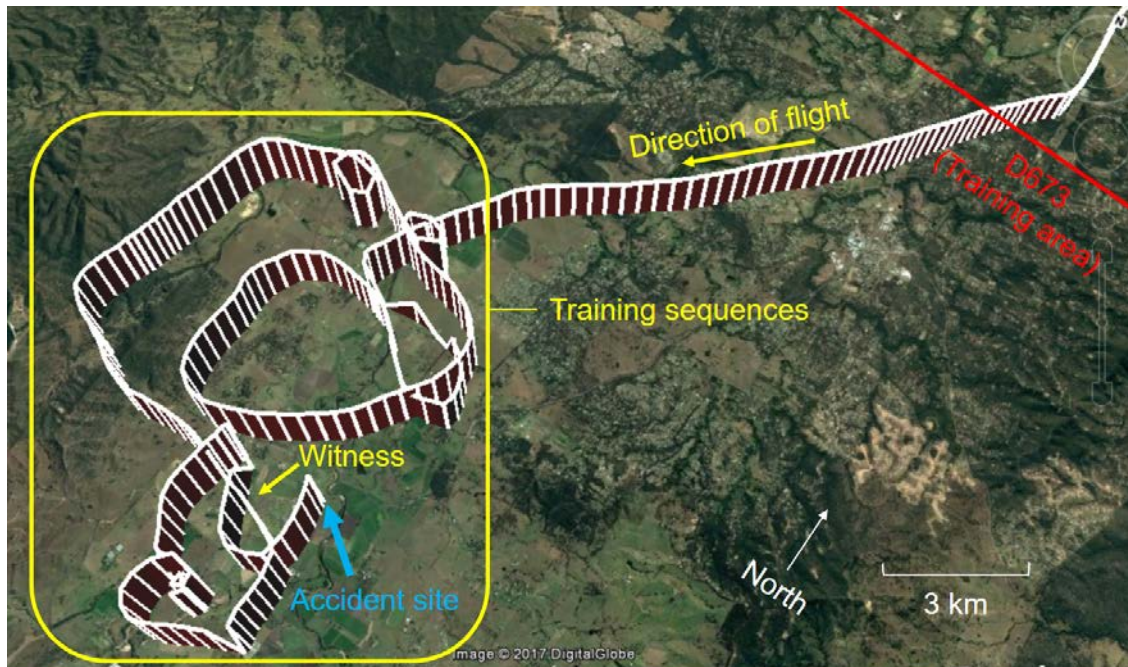 N
Direction of flight
D673
(Training area)
Training sequences
Witness
Accident site
North
3 km
Image © 2017 DigitalGlobe